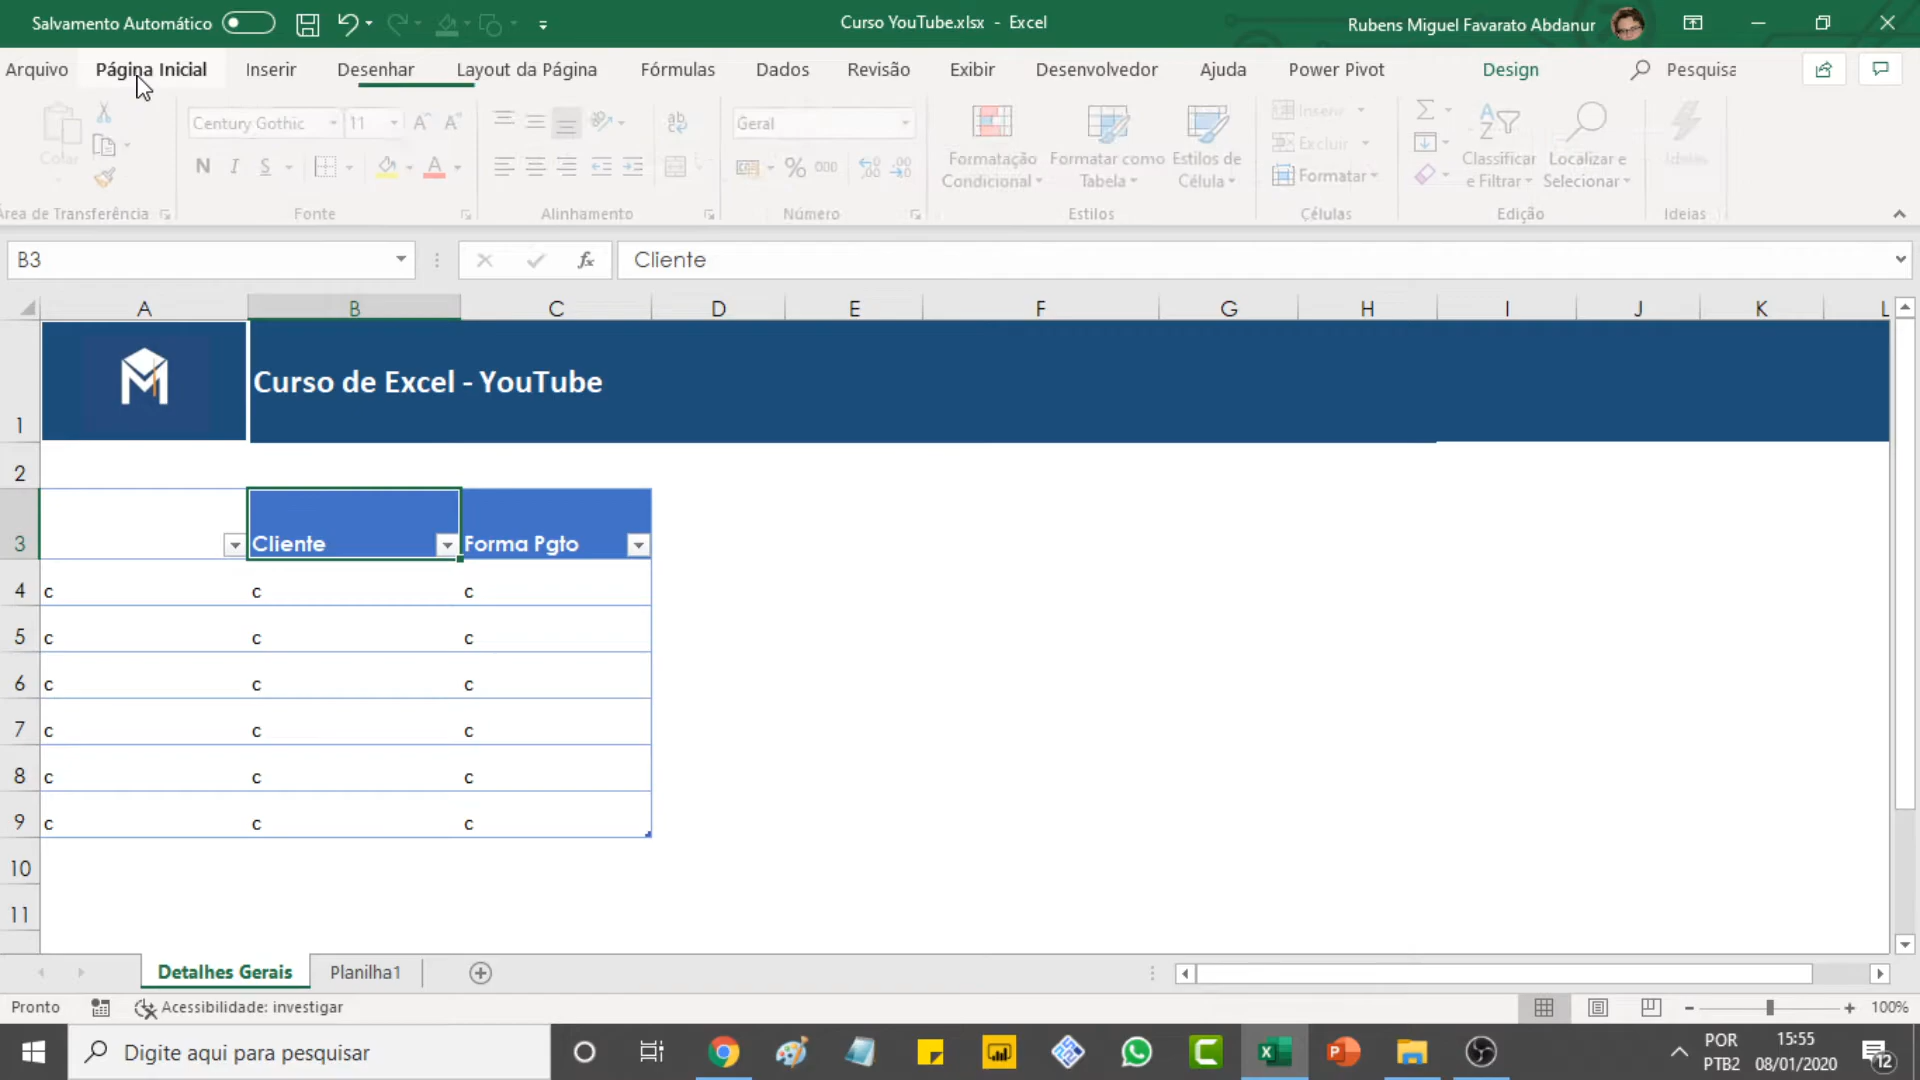 Salvamento Automático
Curso YouTube.xlsx - Excel
Rubens Miguel Favarato Abdanur
Arquivo Página Inicial Inserir Desenhar Layout da Página Fórmulas Dados Revisão Exibir Desenvolvedor Ajuda Power Pivot Design Pesquisa
Colar
Century Gothic 11
N I S
Geral
% 000
Formatação Condicional
Formatar como Tabela
Estilos de Célula
Inserir
Excluir
Formatar
Classificar e Filtrar
Localizar e Selecionar
Ideias
Área de Transferência Fonte Alinhamento Número Estilos Células Edição Ideias
B3 fx Cliente
A B C D E F G H I J K L
1 Curso de Excel - YouTube
2
3 Cliente Forma Pgto
4 c c c
5 c c c
6 c c c
7 c c c
8 c c c
9 c c c
10
11
Detalhes Gerais Planilha1
Pronto Acessibilidade: investigar 100%
Digite aqui para pesquisar
POR 15:55
PTB2 08/01/2020 12